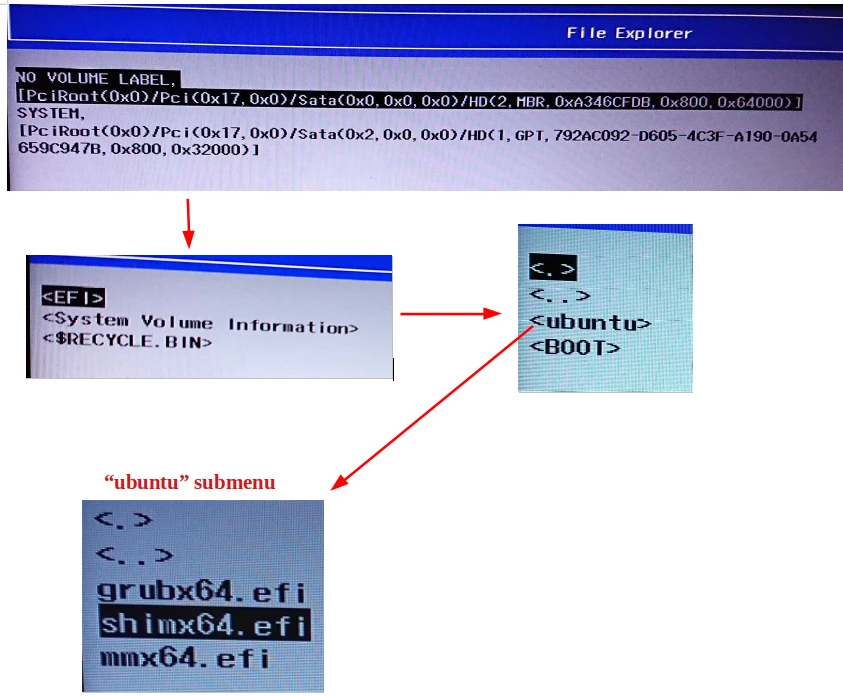 File Explorer
NO VOLUME LABEL,
[PciRoot(0x0)/Pci(0x17,0x0)/Sata(0x0,0x0,0x0)/HD(2,MBR,0xA346CFDB,0x800,0x64000)]
SYSTEM,
[PciRoot(0x0)/Pci(0x17,0x0)/Sata(0x2,0x0,0x0)/HD(1,GPT,792AC092-D605-4C3F-A190-0A54
659C947B,0x800,0x32000)]
<EFI>
<System Volume Information>
<$RECYCLE.BIN>
<.>
<..>
<ubuntu>
<BOOT>
“ubuntu” submenu
<.>
<..>
grubx64.efi
shimx64.efi
mmx64.efi